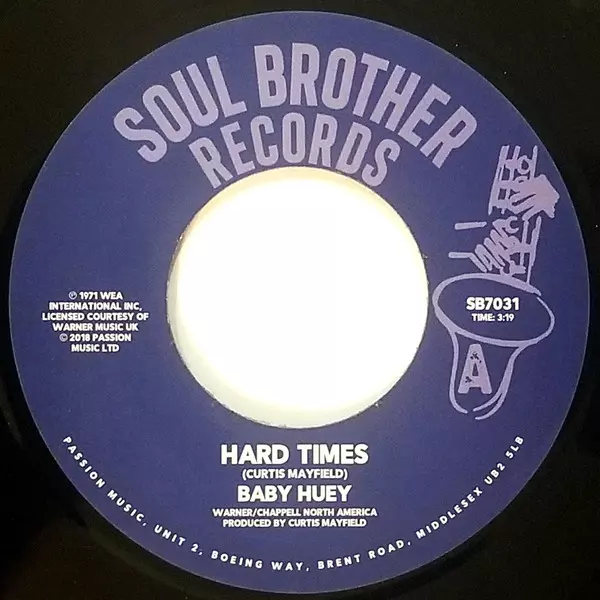 SOUL BROTHER
RECORDS
℗ 1971 WEA
INTERNATIONAL INC,
LICENSED COURTESY OF
WARNER MUSIC UK
© 2018 PASSION
MUSIC LTD
SB7031
TIME: 3:19
A
HARD TIMES
(CURTIS MAYFIELD)
BABY HUEY
WARNER/CHAPPELL NORTH AMERICA
PRODUCED BY CURTIS MAYFIELD
PASSION MUSIC, UNIT 2, BOEING WAY, BRENT ROAD, MIDDLESEX UB2 5LB